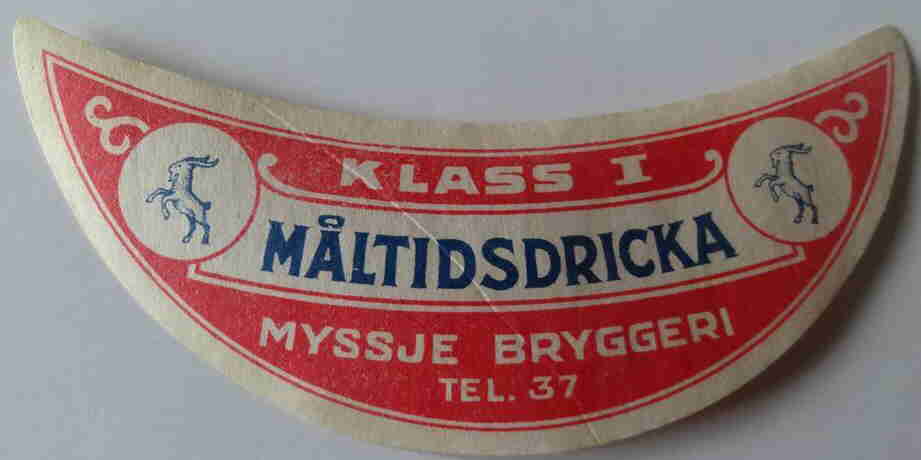 KLASS I
MÅLTIDSDRICKA
MYSSJE BRYGGERI
TEL. 37